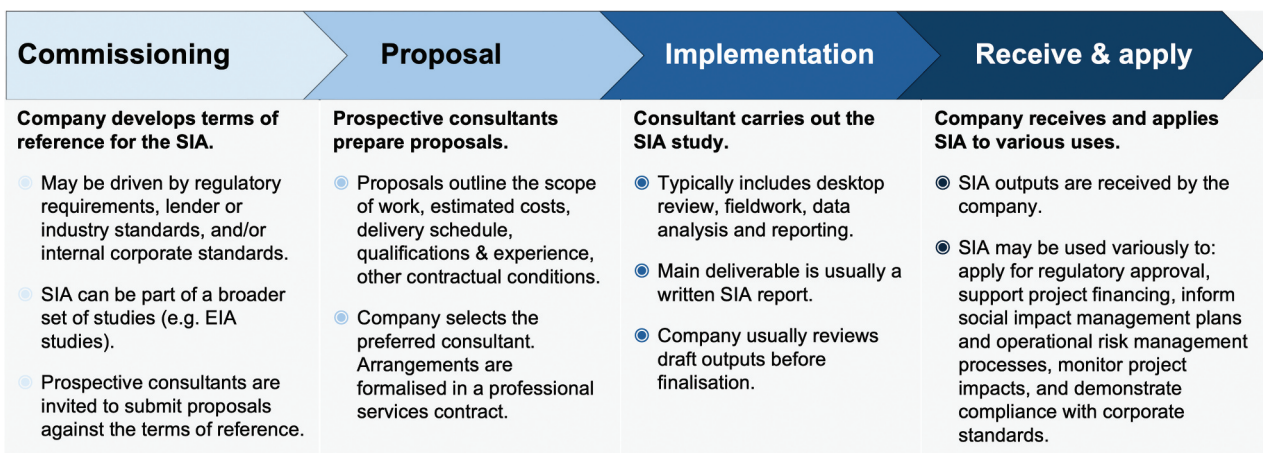 Commissioning
Proposal
Implementation
Receive & apply
Company develops terms of
reference for the SIA.
May be driven by regulatory
requirements, lender or
industry standards, and/or
internal corporate standards.
SIA can be part of a broader
set of studies (e.g. EIA
studies).
Prospective consultants are
invited to submit proposals
against the terms of reference.
Prospective consultants
prepare proposals.
Proposals outline the scope
of work, estimated costs,
delivery schedule,
qualifications & experience,
other contractual conditions.
Company selects the
preferred consultant.
Arrangements are
formalised in a professional
services contract.
Consultant carries out the
SIA study.
Typically includes desktop
review, fieldwork, data
analysis and reporting.
Main deliverable is usually a
written SIA report.
Company usually reviews
draft outputs before
finalisation.
Company receives and applies
SIA to various uses.
SIA outputs are received by the
company.
SIA may be used variously to:
apply for regulatory approval,
support project financing, inform
social impact management plans
and operational risk management
processes, monitor project
impacts, and demonstrate
compliance with corporate
standards.